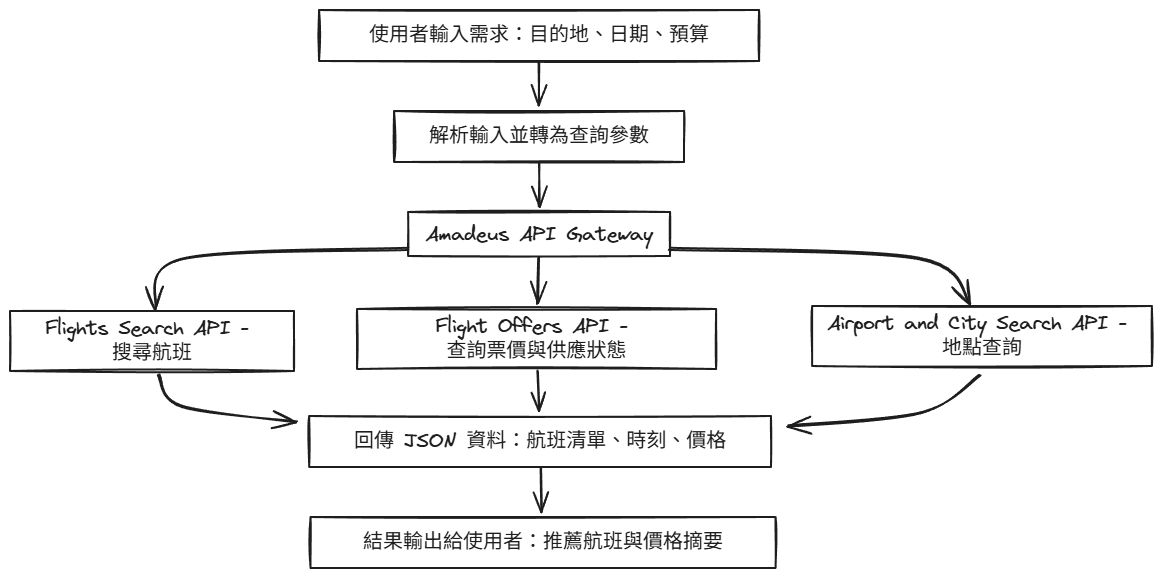 使用者輸入需求：目的地、日期、預算
解析輸入並轉為查詢參數
Amadeus API Gateway
Flights Search API -
搜尋航班
Flight Offers API -
查詢票價與供應狀態
Airport and City Search API -
地點查詢
回傳 JSON 資料：航班清單、時刻、價格
結果輸出給使用者：推薦航班與價格摘要